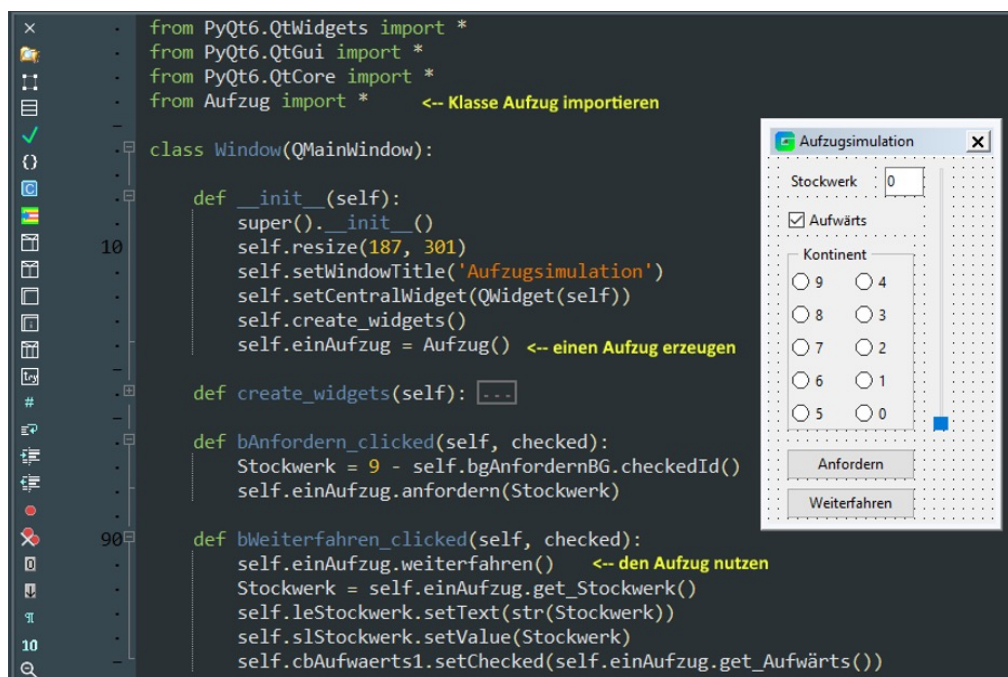 from PyQt6.QtWidgets import *
from PyQt6.QtGui import *
from PyQt6.QtCore import *
from Aufzug import * <-- Klasse Aufzug importieren
class Window(QMainWindow):
def __init__(self):
super().__init__()
10 self.resize(187, 301)
self.setWindowTitle('Aufzugsimulation')
self.setCentralWidget(QWidget(self))
self.create_widgets()
self.einAufzug = Aufzug() <-- einen Aufzug erzeugen
def create_widgets(self): ...
def bAnfordern_clicked(self, checked):
Stockwerk = 9 - self.bgAnfordernBG.checkedId()
self.einAufzug.anfordern(Stockwerk)
90 def bWeiterfahren_clicked(self, checked):
self.einAufzug.weiterfahren() <-- den Aufzug nutzen
Stockwerk = self.einAufzug.get_Stockwerk()
self.leStockwerk.setText(str(Stockwerk))
self.slStockwerk.setValue(Stockwerk)
self.cbAufwaerts1.setChecked(self.einAufzug.get_Aufwärts())
Aufzugsimulation
Stockwerk 0
Aufwärts
Kontinent
9 4
8 3
7 2
6 1
5 0
Anfordern
Weiterfahren
{}
C
try
#
0
¶
10